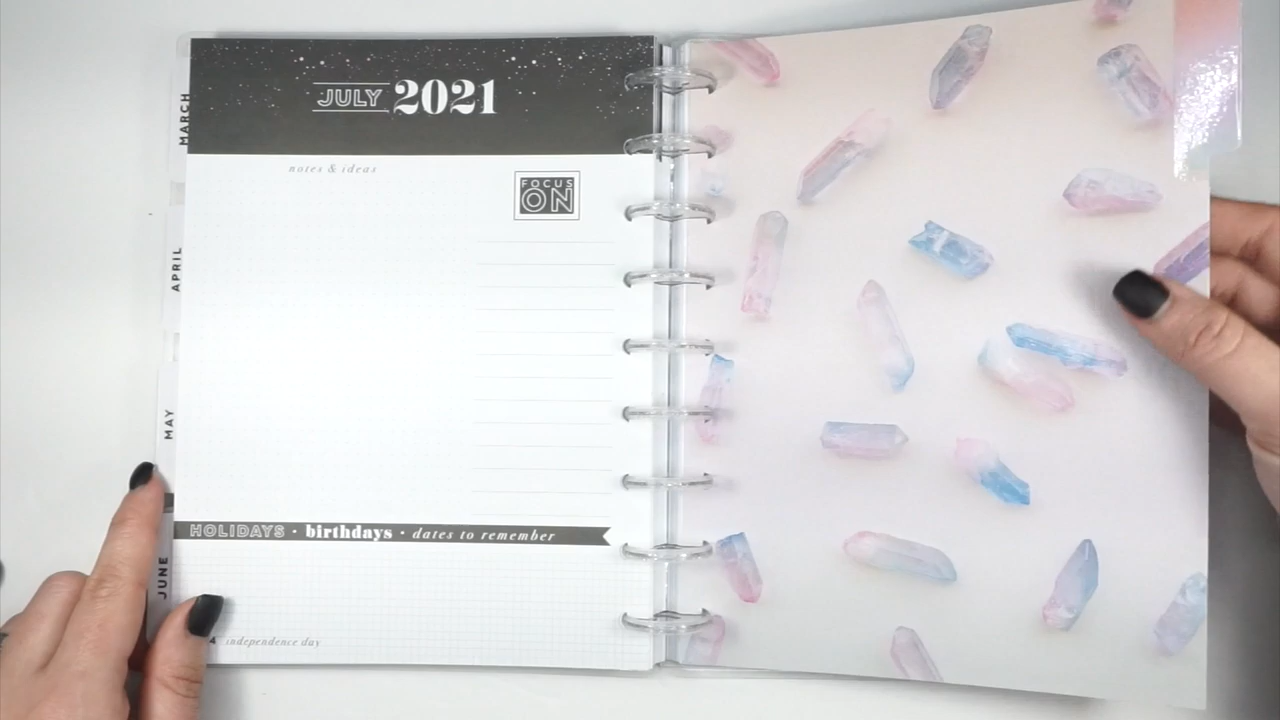 JULY 2021
notes & ideas
FOCUS
ON
HOLIDAYS · birthdays · dates to remember
4 independence day
MARCH
APRIL
MAY
JUNE